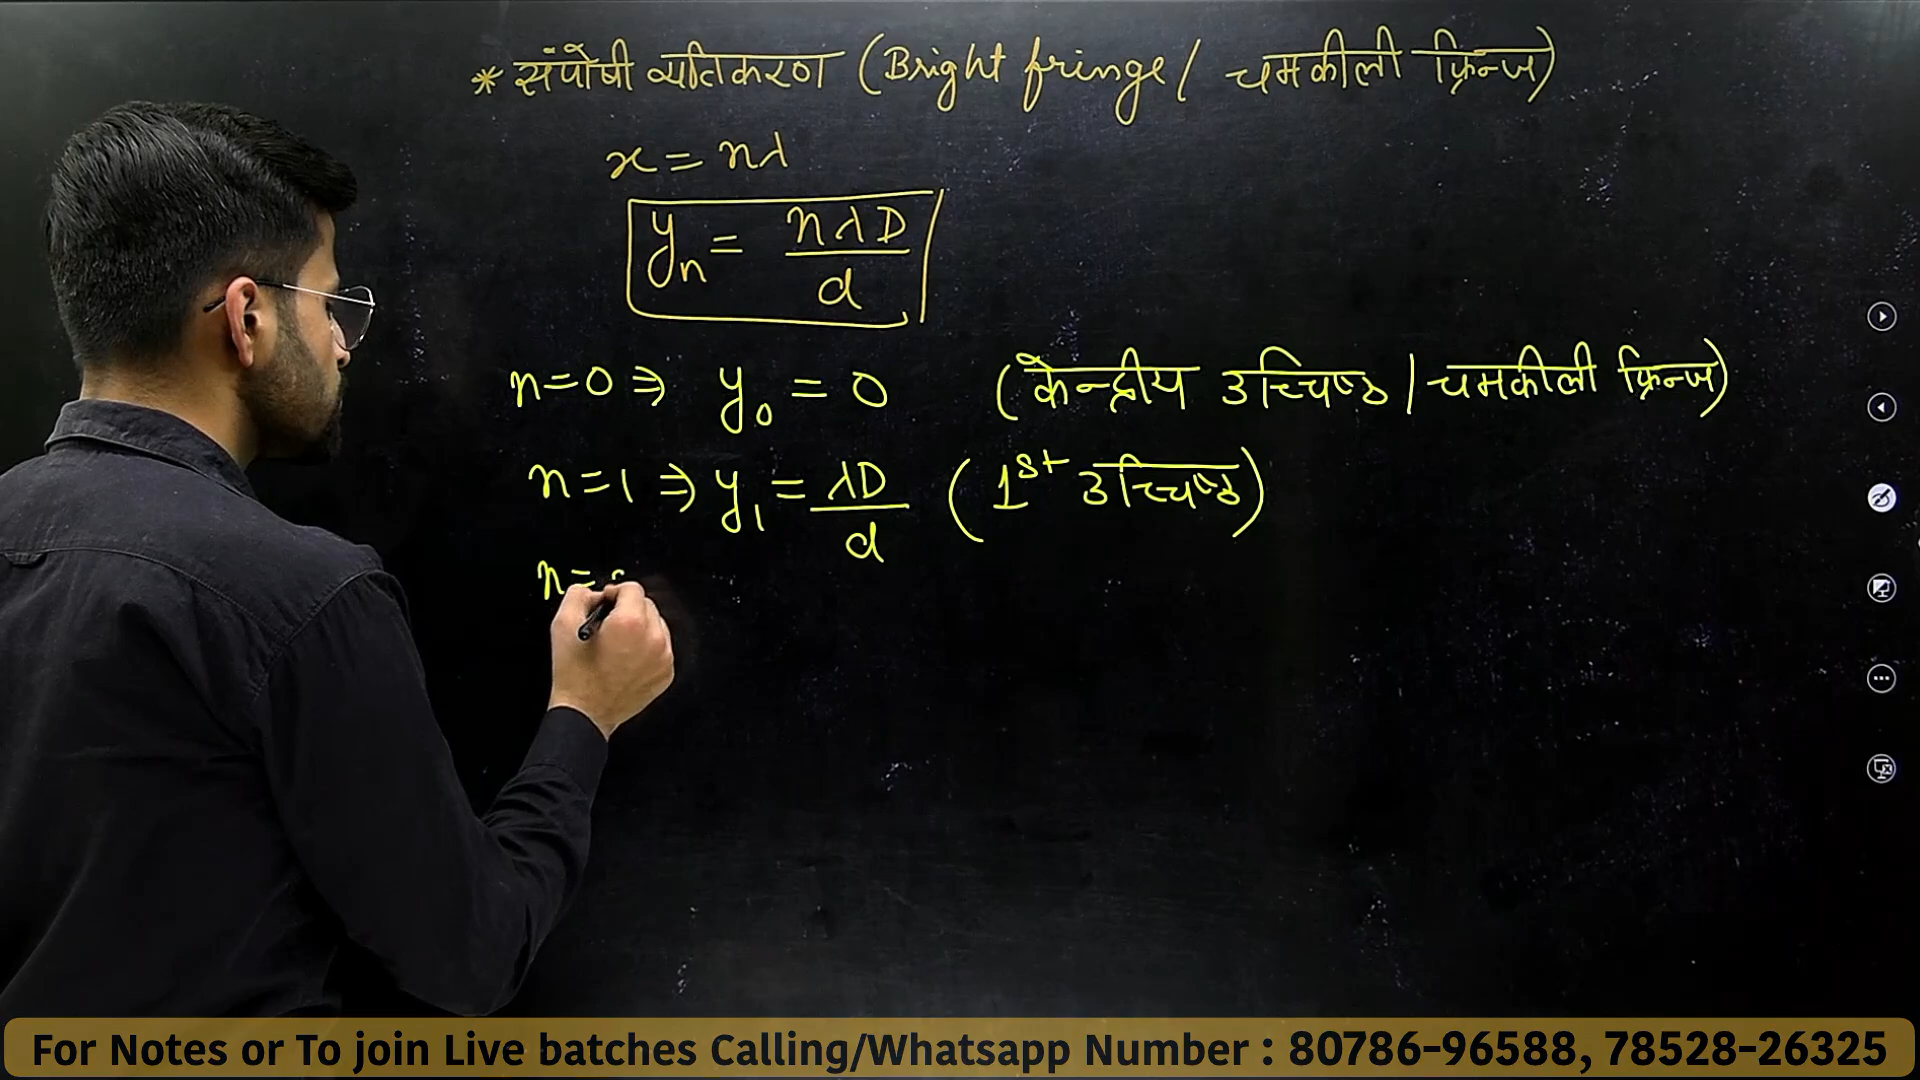 * संपोषी व्यतिकरण (Bright fringe / चमकीली फ्रिन्ज)
x = nλ
yₙ = nλD / d
n=0 ⇒ y₀ = 0 (केन्द्रीय उच्चिष्ठ / चमकीली फ्रिन्ज)
n=1 ⇒ y₁ = λD / d (1st उच्चिष्ठ)
n=
For Notes or To join Live batches Calling/Whatsapp Number : 80786-96588, 78528-26325